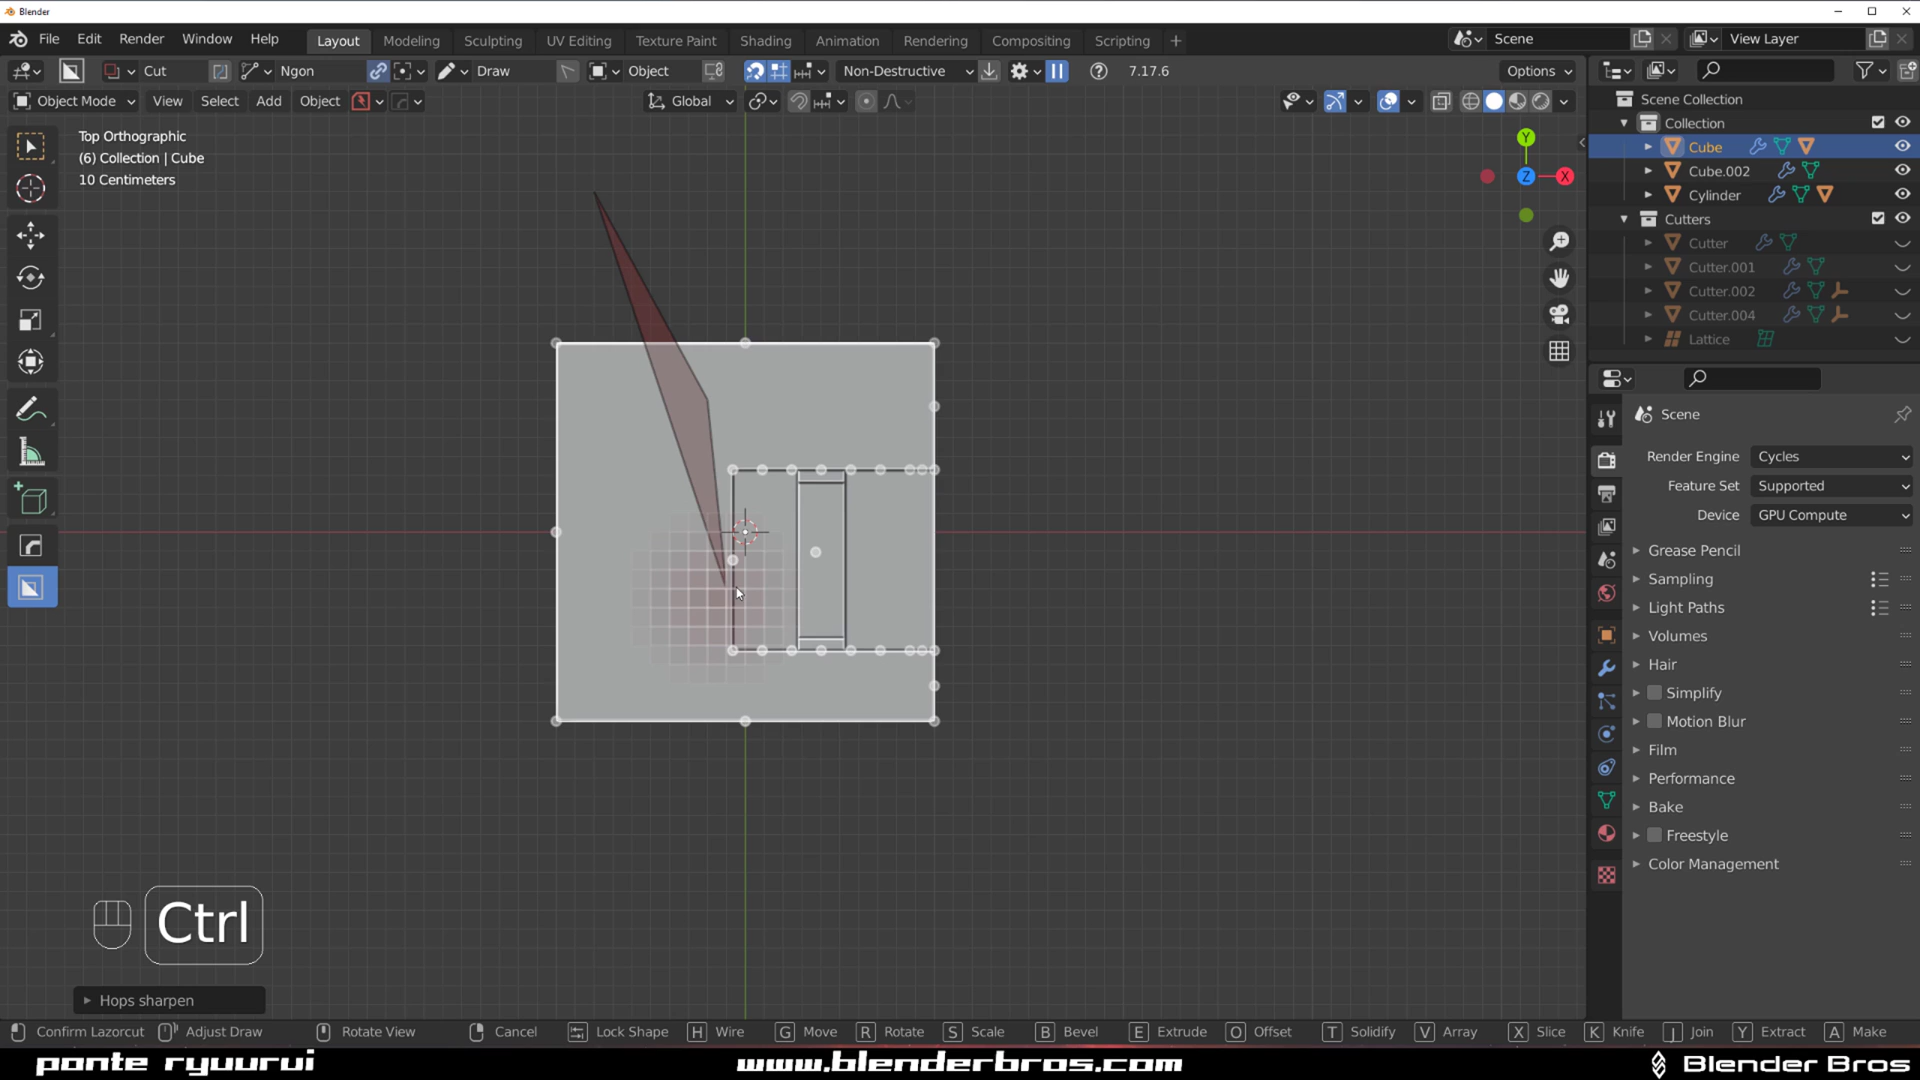 Blender
File Edit Render Window Help Layout Modeling Sculpting UV Editing Texture Paint Shading Animation Rendering Compositing Scripting + Scene View Layer
Cut Ngon Draw Object Non-Destructive 7.17.6 Options
Object Mode View Select Add Object Global
Top Orthographic
(6) Collection | Cube
10 Centimeters
Y
Z X
Scene Collection
Collection
Cube
Cube.002
Cylinder
Cutters
Cutter
Cutter.001
Cutter.002
Cutter.004
Lattice
Scene
Render Engine Cycles
Feature Set Supported
Device GPU Compute
Grease Pencil
Sampling
Light Paths
Volumes
Hair
Simplify
Motion Blur
Film
Performance
Bake
Freestyle
Color Management
Ctrl
Hops sharpen
Confirm Lazorcut Adjust Draw Rotate View Cancel Lock Shape H Wire G Move R Rotate S Scale B Bevel E Extrude O Offset T Solidify V Array X Slice K Knife J Join Y Extract A Make
ponte ryuurui www.blenderbros.com Blender Bros